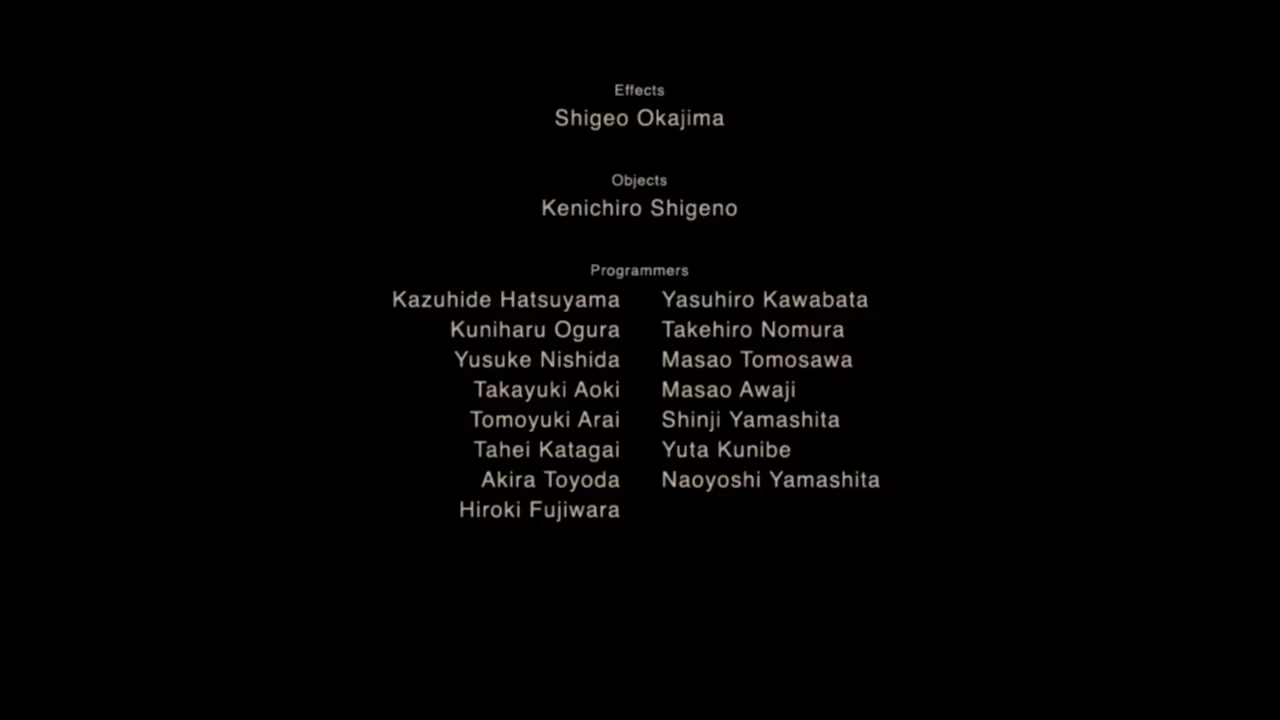 Effects
Shigeo Okajima
Objects
Kenichiro Shigeno
Programmers
Kazuhide Hatsuyama Yasuhiro Kawabata
Kuniharu Ogura Takehiro Nomura
Yusuke Nishida Masao Tomosawa
Takayuki Aoki Masao Awaji
Tomoyuki Arai Shinji Yamashita
Tahei Katagai Yuta Kunibe
Akira Toyoda Naoyoshi Yamashita
Hiroki Fujiwara